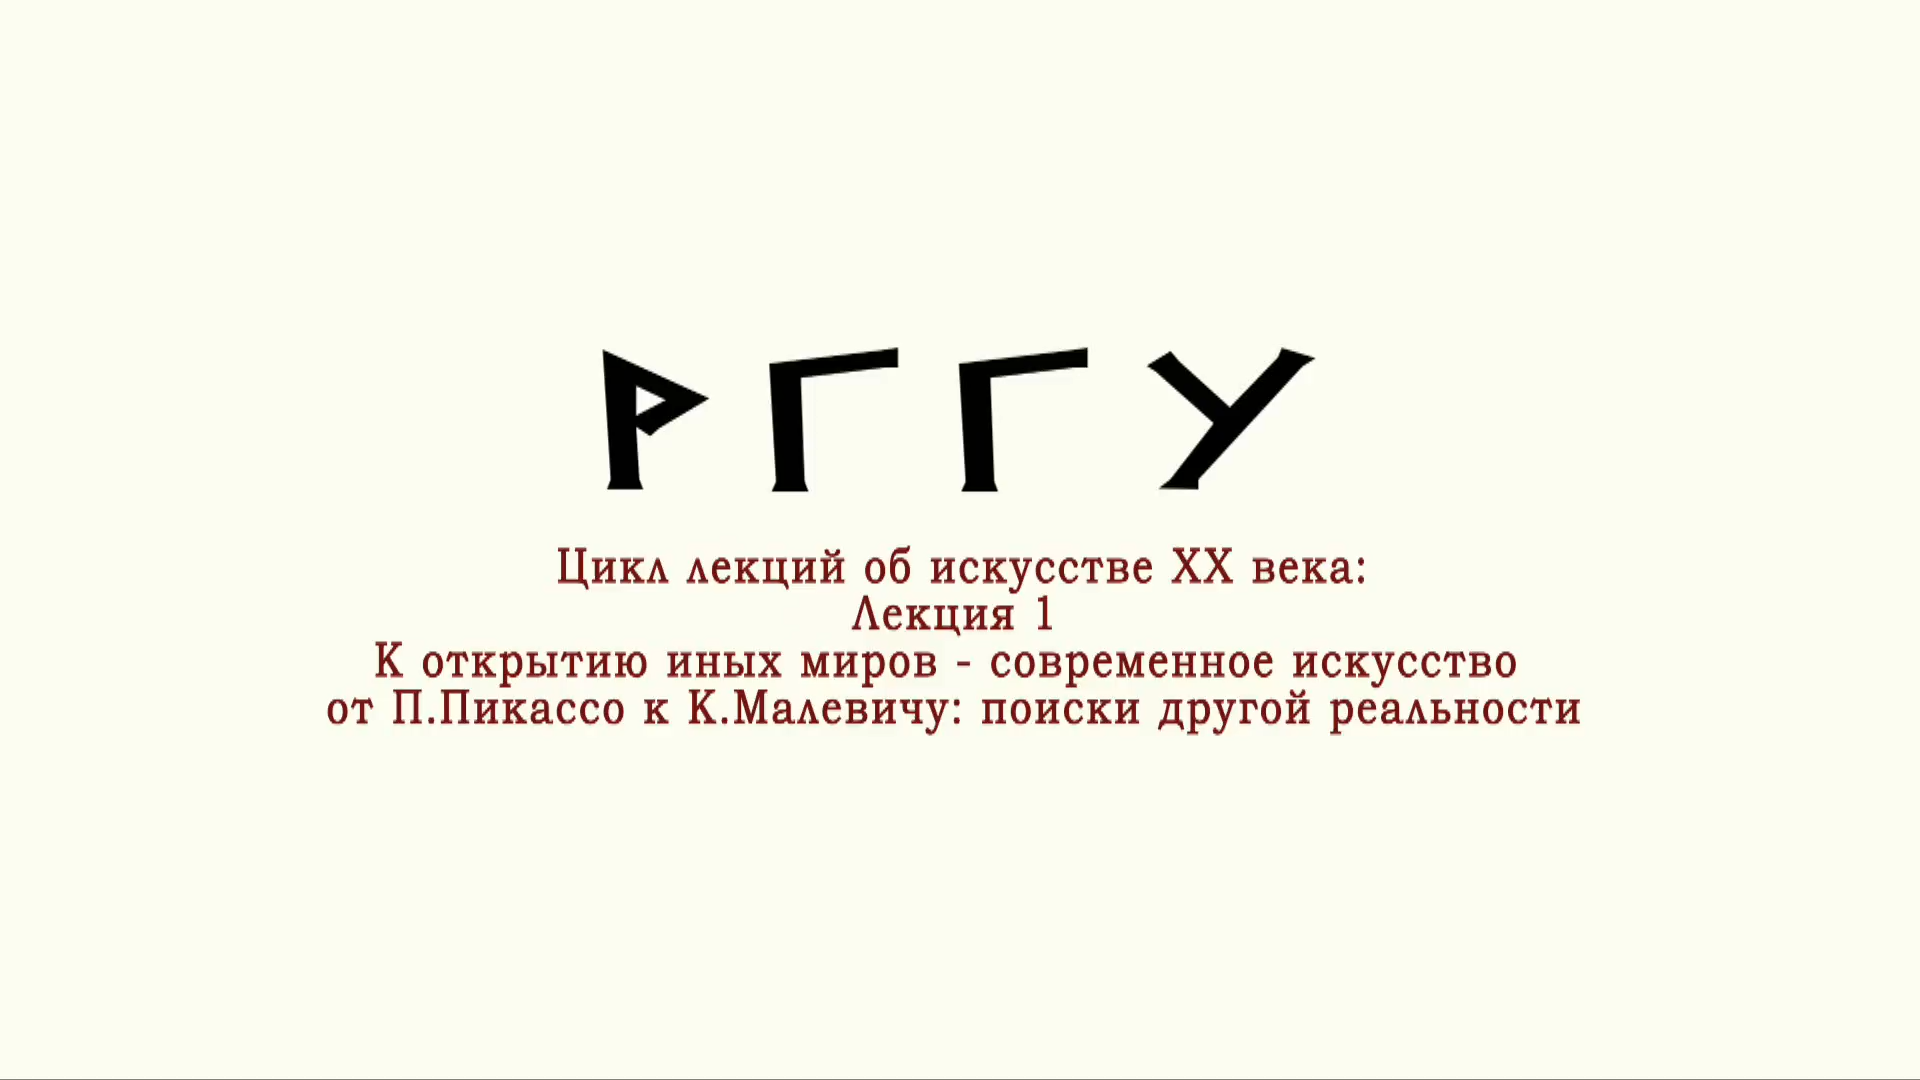 РГГУ
Цикл лекций об искусстве XX века:
Лекция 1
К открытию иных миров - современное искусство
от П.Пикассо к К.Малевичу: поиски другой реальности